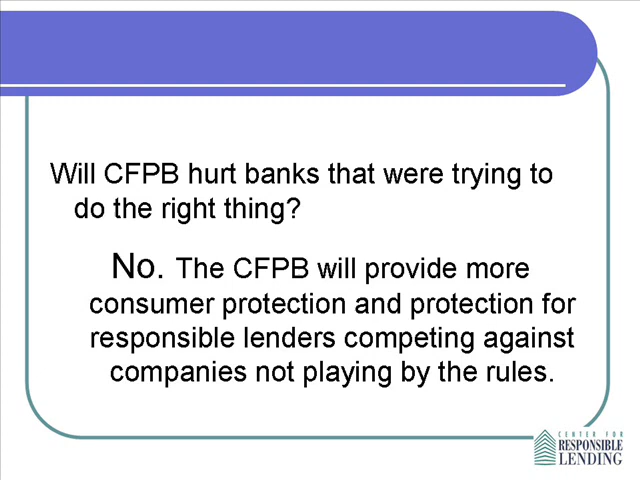 Will CFPB hurt banks that were trying to
do the right thing?
No. The CFPB will provide more
consumer protection and protection for
responsible lenders competing against
companies not playing by the rules.
CENTER FOR
RESPONSIBLE
LENDING